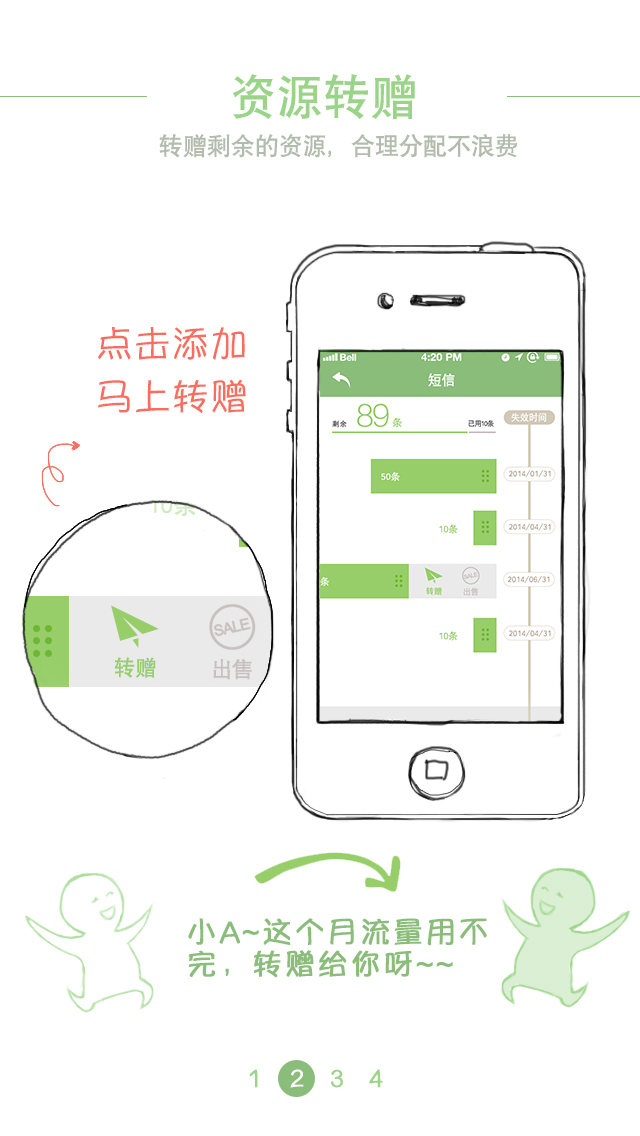 资源转赠
转赠剩余的资源，合理分配不浪费
点击添加
马上转赠
Bell 4:20 PM
短信
剩余 89 条 已用10条 失效时间
50条 2014/01/31
10条 2014/04/31
条 转赠 SALE 出售 2014/06/31
10条 2014/04/31
10条
转赠 SALE 出售
小A~这个月流量用不
完，转赠给你呀~~
1 2 3 4